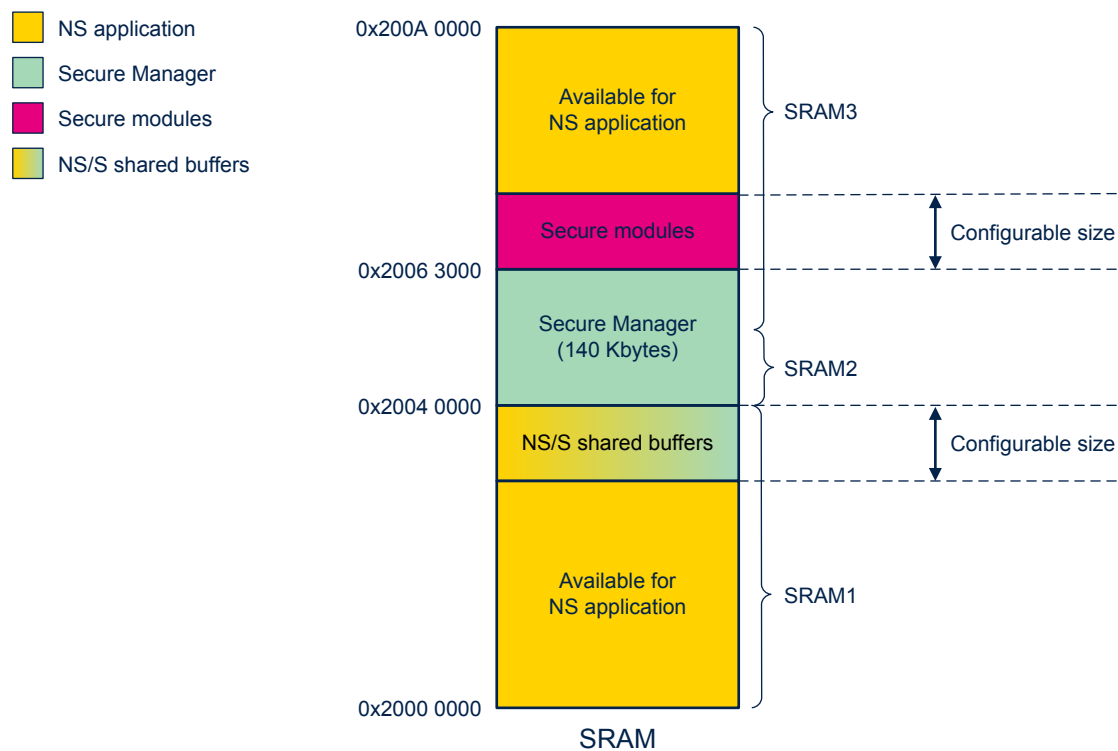 NS application
Secure Manager
Secure modules
NS/S shared buffers
0x200A 0000
Available for
NS application
SRAM3
Secure modules
Configurable size
0x2006 3000
Secure Manager
(140 Kbytes)
SRAM2
0x2004 0000
NS/S shared buffers
Configurable size
Available for
NS application
SRAM1
0x2000 0000
SRAM